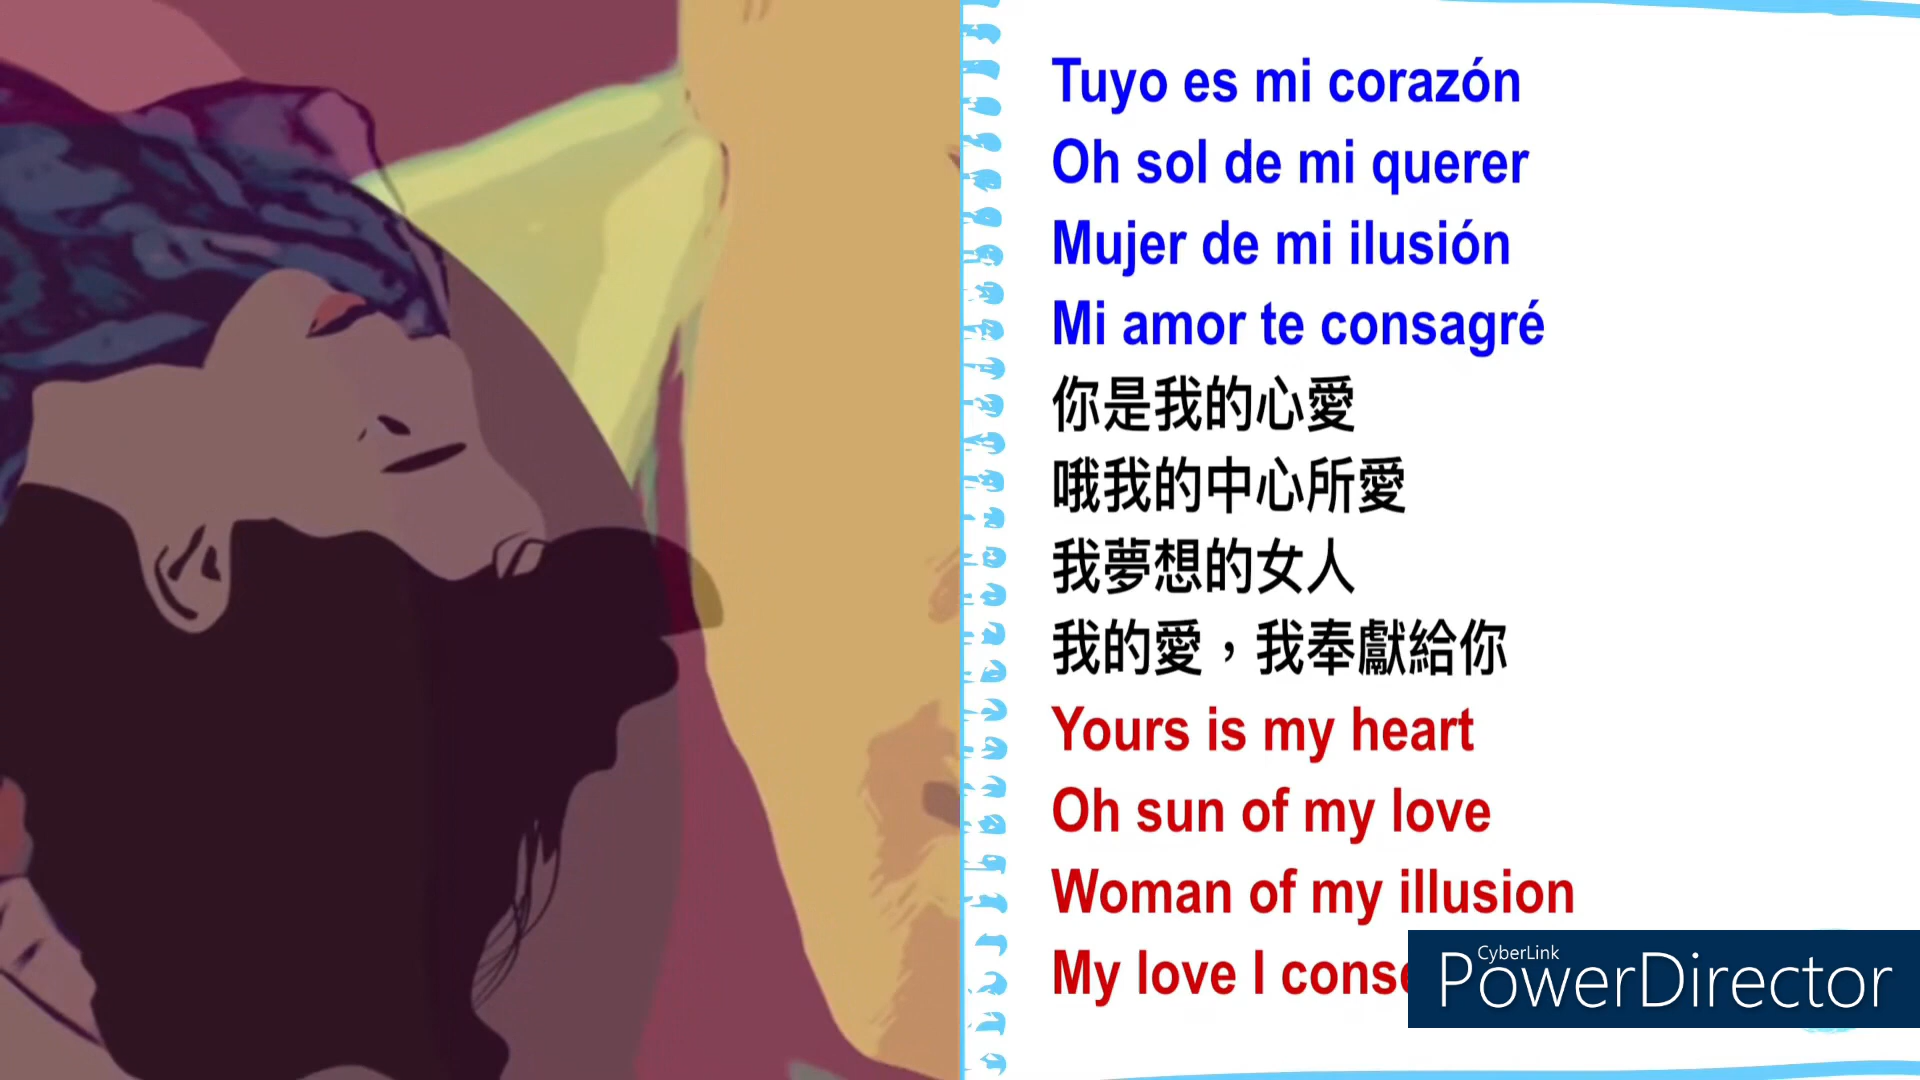 Tuyo es mi corazón
Oh sol de mi querer
Mujer de mi ilusión
Mi amor te consagré
你是我的心愛
哦我的中心所愛
我夢想的女人
我的愛，我奉獻給你
Yours is my heart
Oh sun of my love
Woman of my illusion
My love I
CyberLink
PowerDirector